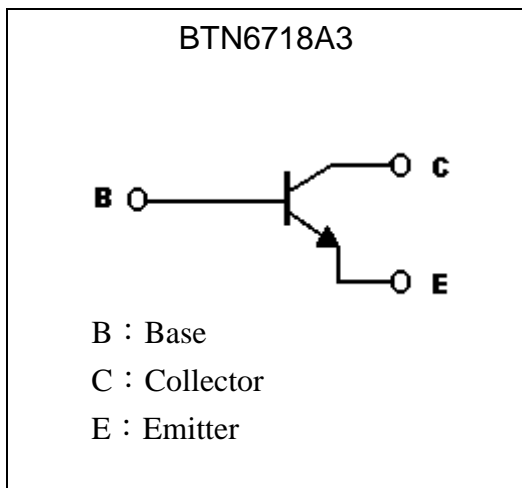 BTN6718A3
C
B
E
B：Base
C：Collector
E：Emitter